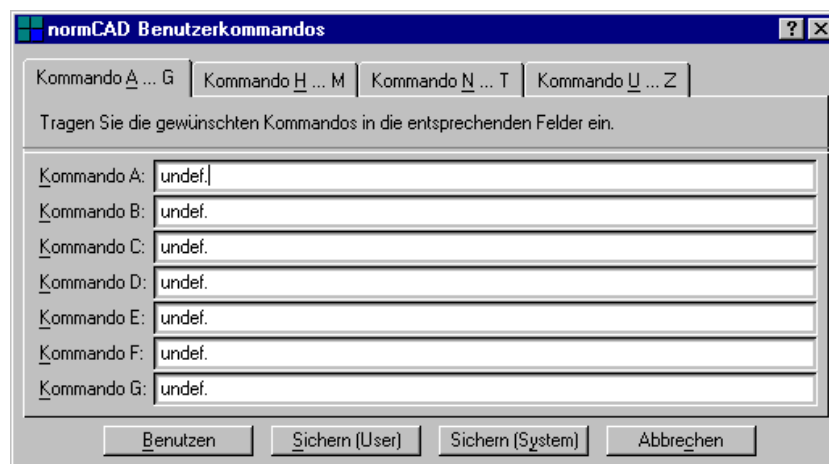 normCAD Benutzerkommandos
Kommando A ... G Kommando H ... M Kommando N ... T Kommando U ... Z
Tragen Sie die gewünschten Kommandos in die entsprechenden Felder ein.
Kommando A: undef.
Kommando B: undef.
Kommando C: undef.
Kommando D: undef.
Kommando E: undef.
Kommando F: undef.
Kommando G: undef.
Benutzen Sichern (User) Sichern (System) Abbrechen